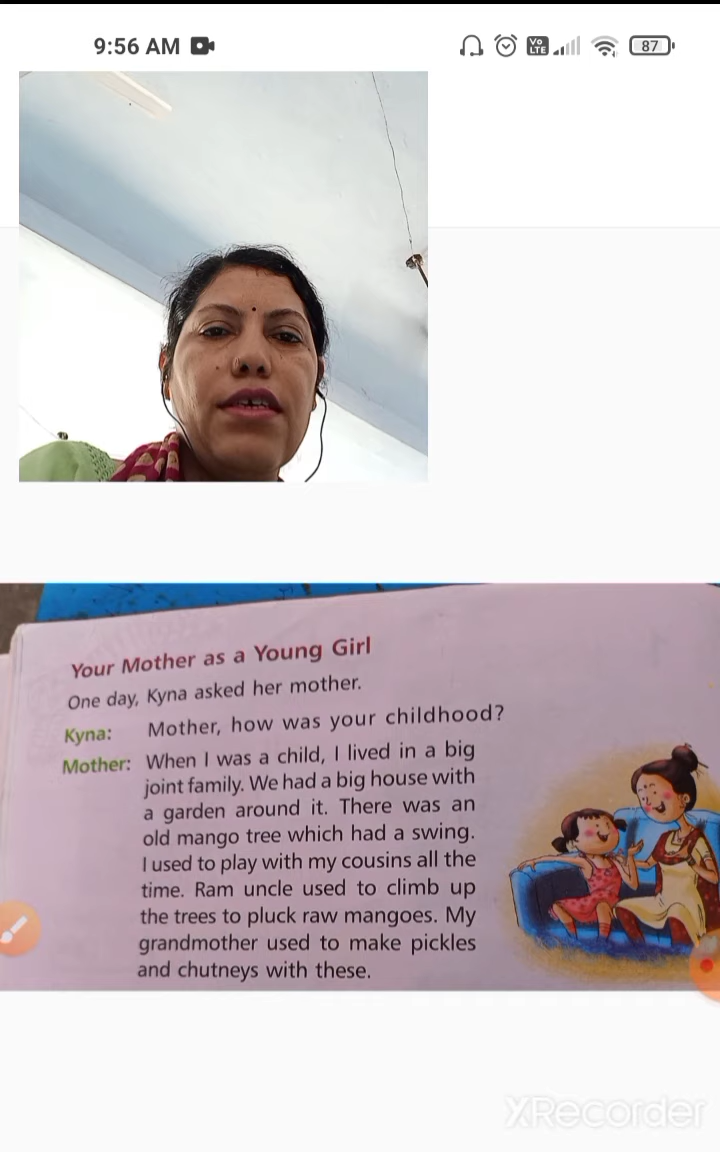 9:56 AM
Vo
LTE
87
Your Mother as a Young Girl
One day, Kyna asked her mother.
Kyna: Mother, how was your childhood?
Mother: When I was a child, I lived in a big
joint family. We had a big house with
a garden around it. There was an
old mango tree which had a swing.
I used to play with my cousins all the
time. Ram uncle used to climb up
the trees to pluck raw mangoes. My
grandmother used to make pickles
and chutneys with these.
XRecorder